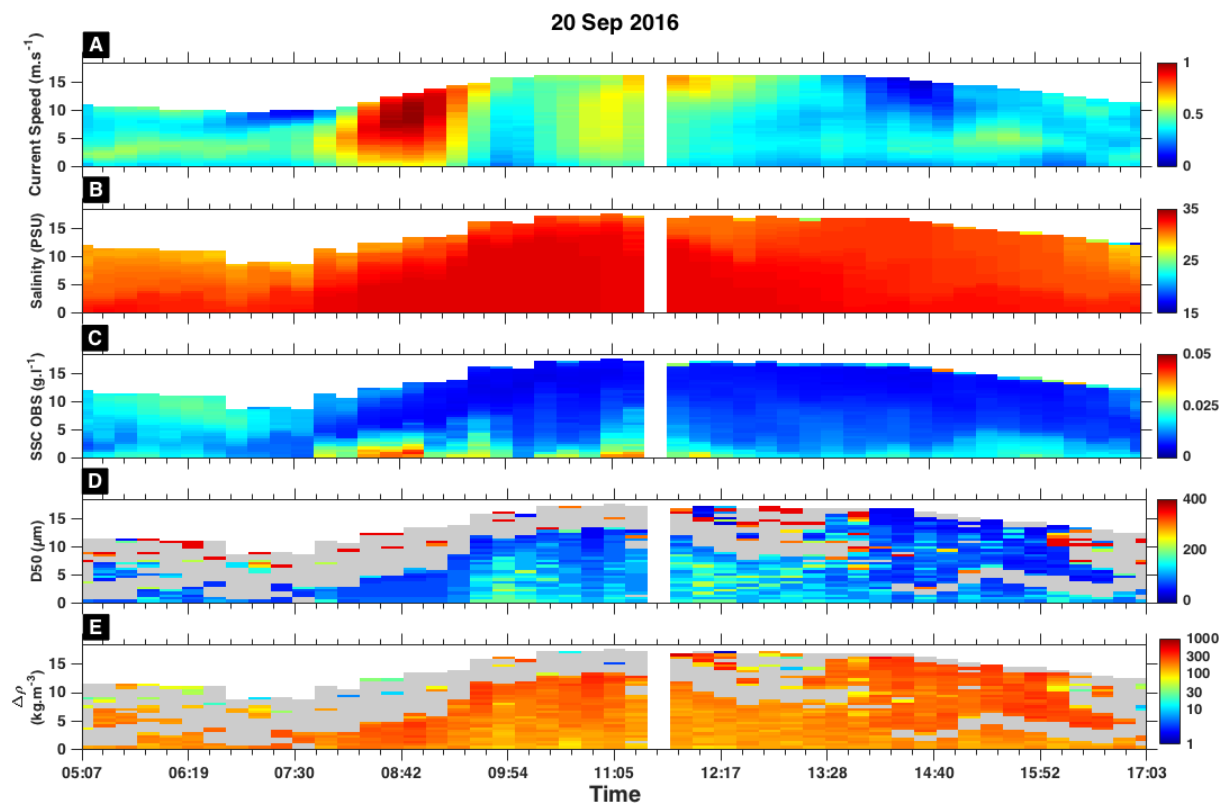 20 Sep 2016
A
Current Speed (m.s⁻¹)
15
10
5
0
1
0.5
0
B
Salinity (PSU)
15
10
5
0
35
25
15
C
SSC OBS (g.l⁻¹)
15
10
5
0
0.05
0.025
0
D
D50 (μm)
15
10
5
0
400
200
0
E
Δρ
(kg.m⁻³)
15
10
5
0
1000
300
100
30
10
1
05:07 06:19 07:30 08:42 09:54 11:05 12:17 13:28 14:40 15:52 17:03
Time